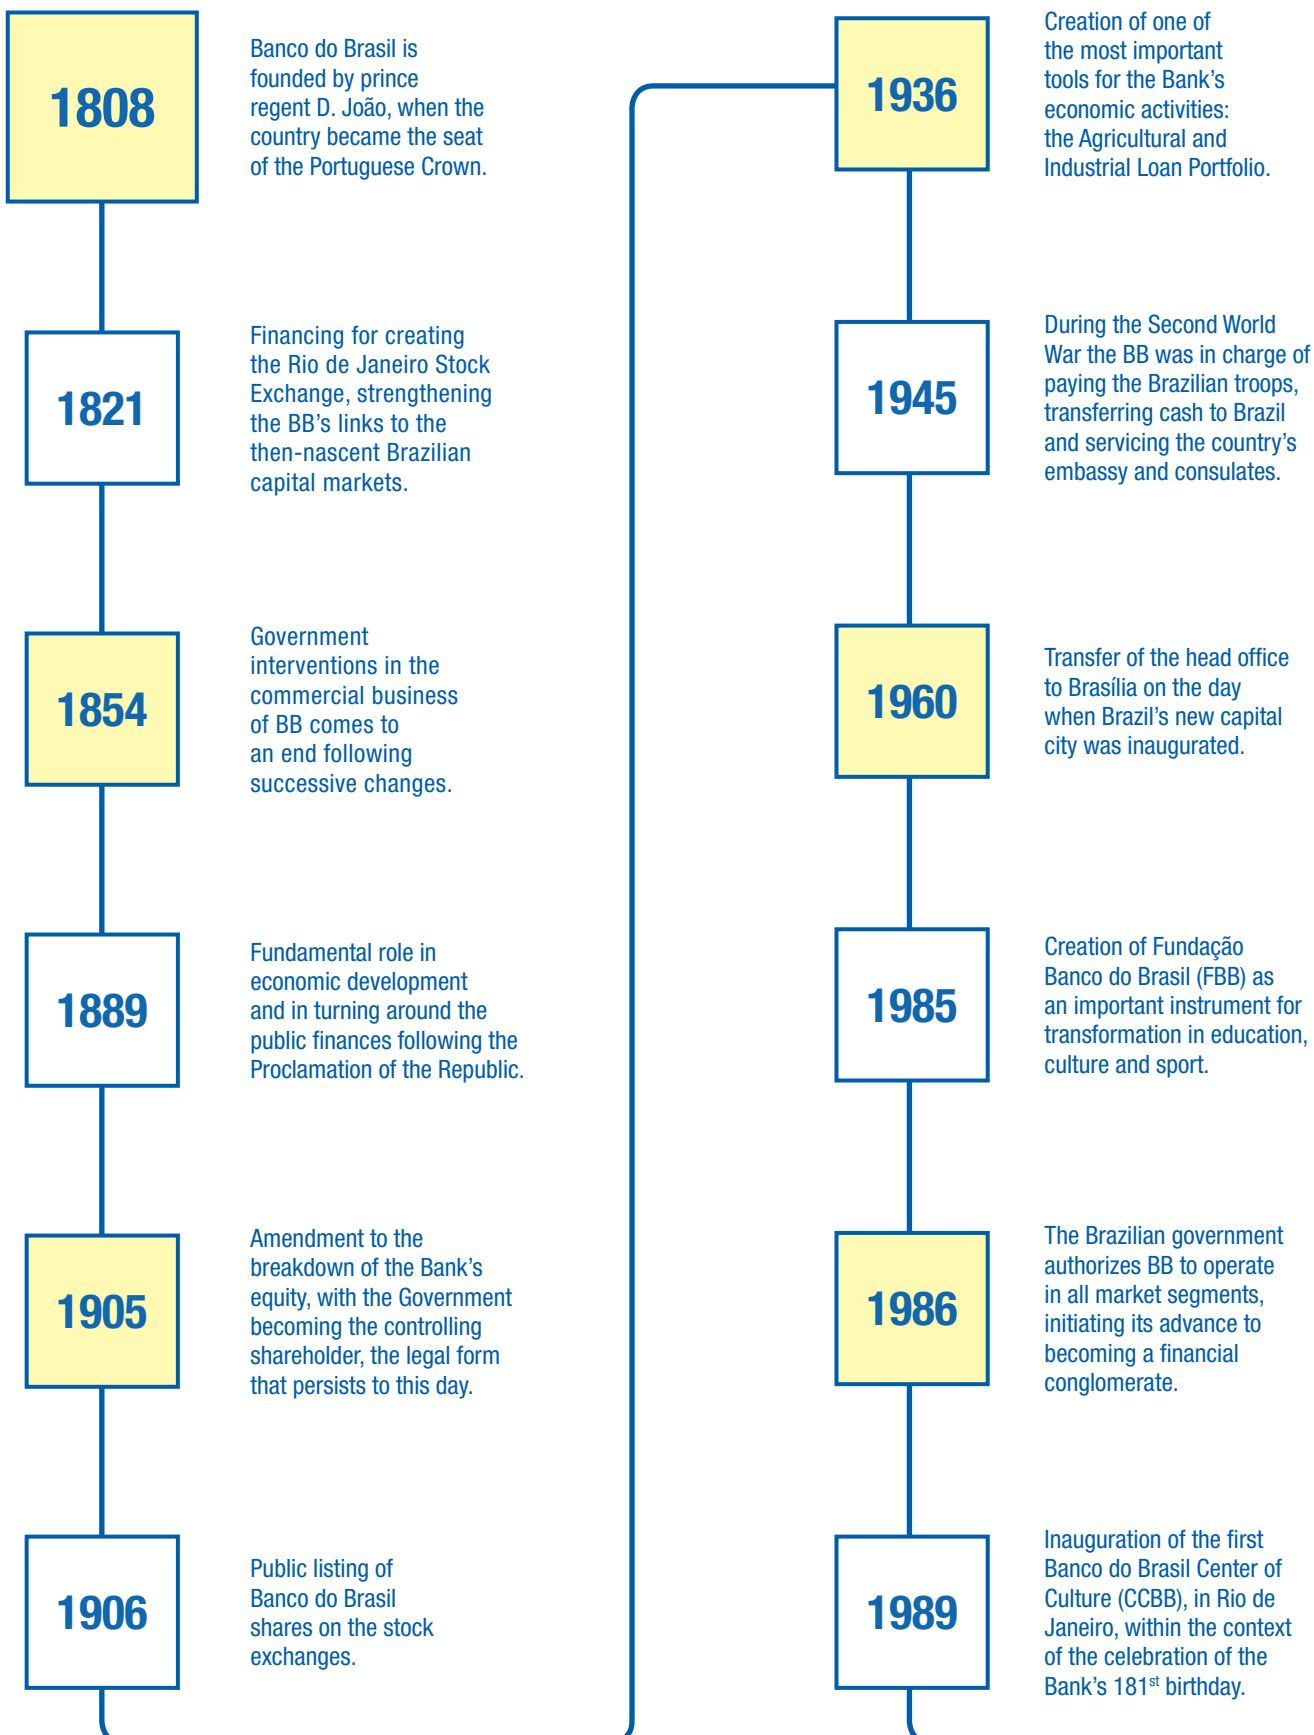 1808
Banco do Brasil is
founded by prince
regent D. João, when the
country became the seat
of the Portuguese Crown.
1821
Financing for creating
the Rio de Janeiro Stock
Exchange, strengthening
the BB’s links to the
then-nascent Brazilian
capital markets.
1854
Government
interventions in the
commercial business
of BB comes to
an end following
successive changes.
1889
Fundamental role in
economic development
and in turning around the
public finances following the
Proclamation of the Republic.
1905
Amendment to the
breakdown of the Bank’s
equity, with the Government
becoming the controlling
shareholder, the legal form
that persists to this day.
1906
Public listing of
Banco do Brasil
shares on the stock
exchanges.
1936
Creation of one of
the most important
tools for the Bank’s
economic activities:
the Agricultural and
Industrial Loan Portfolio.
1945
During the Second World
War the BB was in charge of
paying the Brazilian troops,
transferring cash to Brazil
and servicing the country’s
embassy and consulates.
1960
Transfer of the head office
to Brasília on the day
when Brazil’s new capital
city was inaugurated.
1985
Creation of Fundação
Banco do Brasil (FBB) as
an important instrument for
transformation in education,
culture and sport.
1986
The Brazilian government
authorizes BB to operate
in all market segments,
initiating its advance to
becoming a financial
conglomerate.
1989
Inauguration of the first
Banco do Brasil Center of
Culture (CCBB), in Rio de
Janeiro, within the context
of the celebration of the
Bank’s 181st birthday.